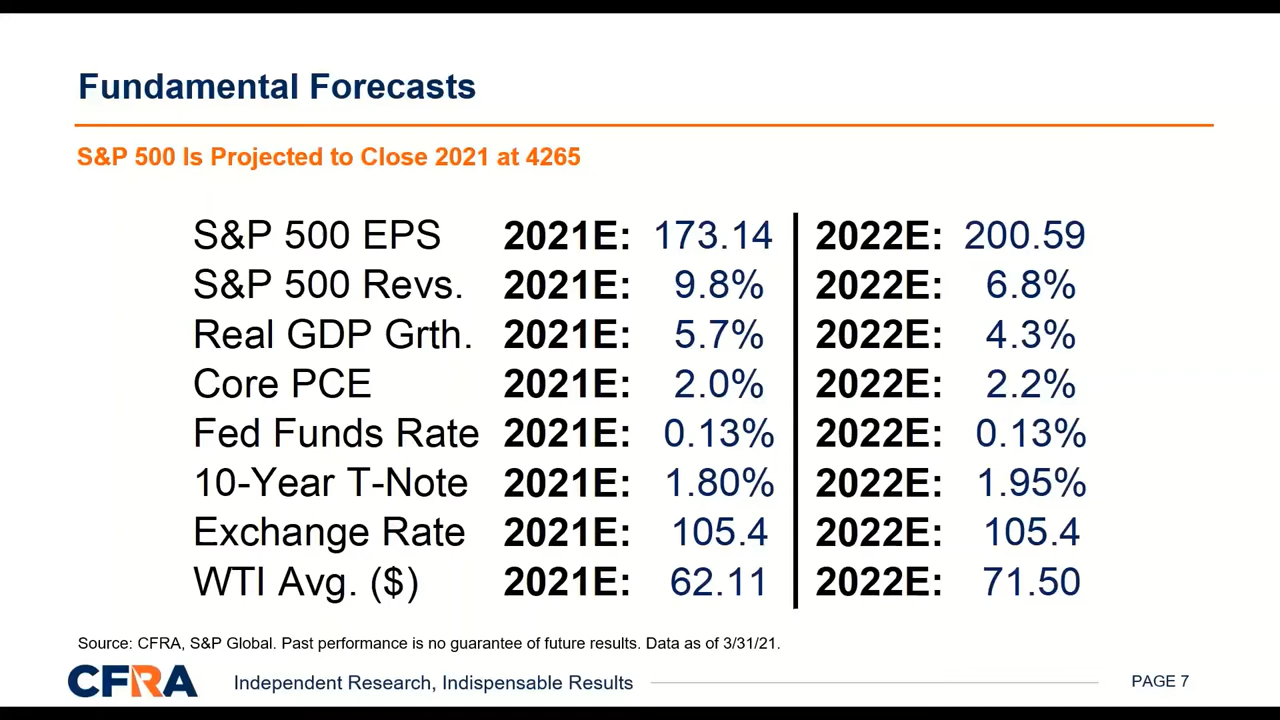 Fundamental Forecasts
S&P 500 Is Projected to Close 2021 at 4265
S&P 500 EPS 2021E: 173.14 2022E: 200.59
S&P 500 Revs. 2021E: 9.8% 2022E: 6.8%
Real GDP Grth. 2021E: 5.7% 2022E: 4.3%
Core PCE 2021E: 2.0% 2022E: 2.2%
Fed Funds Rate 2021E: 0.13% 2022E: 0.13%
10-Year T-Note 2021E: 1.80% 2022E: 1.95%
Exchange Rate 2021E: 105.4 2022E: 105.4
WTI Avg. ($) 2021E: 62.11 2022E: 71.50
Source: CFRA, S&P Global. Past performance is no guarantee of future results. Data as of 3/31/21.
CFRA Independent Research, Indispensable Results PAGE 7